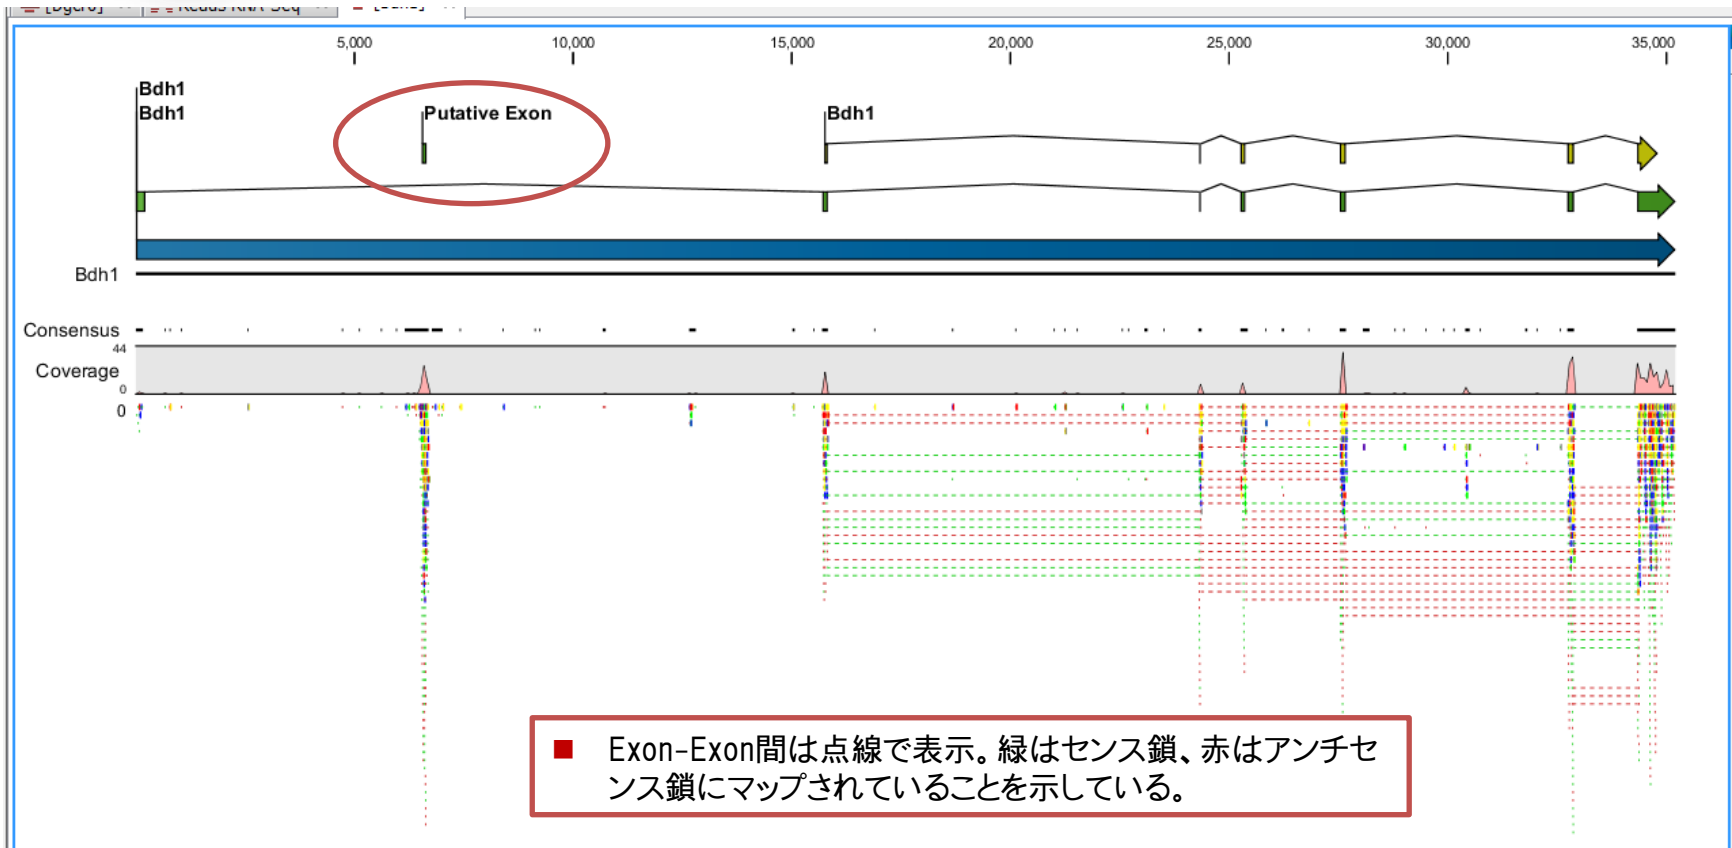 Reads RNA-Seq
5,000 10,000 15,000 20,000 25,000 30,000 35,000
Bdh1
Bdh1 Putative Exon Bdh1
Bdh1
Consensus
44
Coverage
0
0
■ Exon-Exon間は点線で表示。緑はセンス鎖、赤はアンチセ
ンス鎖にマップされていることを示している。